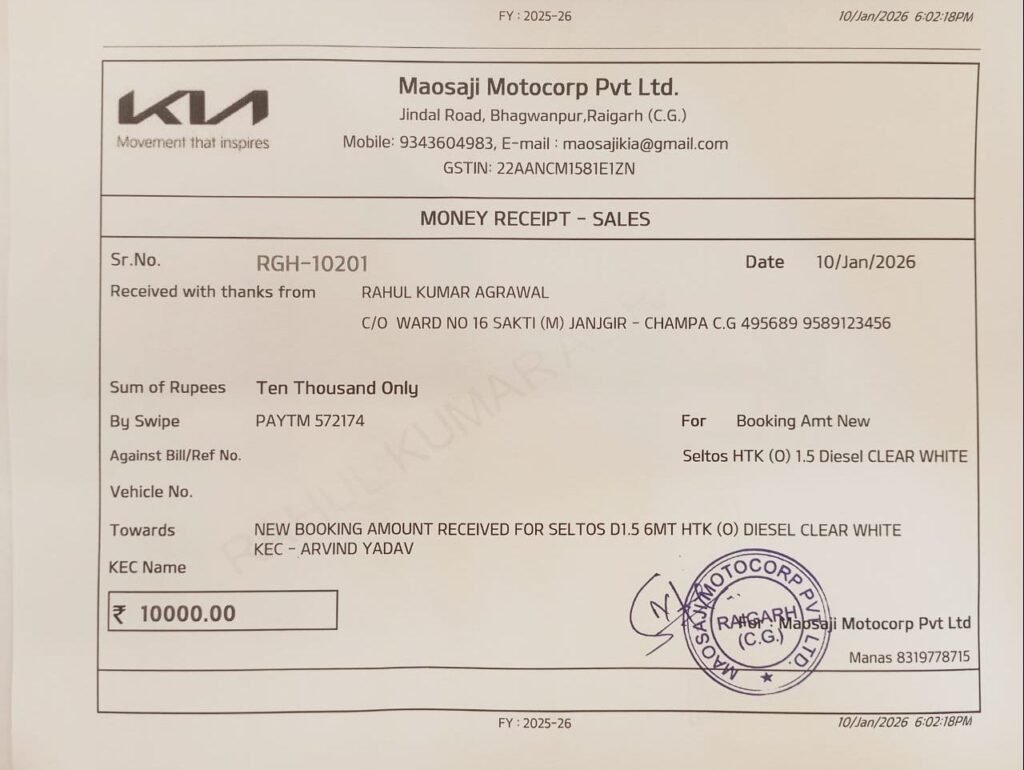 FY : 2025-26 10/Jan/2026 6:02:18PM
KIA
Movement that inspires
Maosaji Motocorp Pvt Ltd.
Jindal Road, Bhagwanpur,Raigarh (C.G.)
Mobile: 9343604983, E-mail : maosajikia@gmail.com
GSTIN: 22AANCM1581E1ZN
MONEY RECEIPT - SALES
Sr.No. RGH-10201 Date 10/Jan/2026
Received with thanks from RAHUL KUMAR AGRAWAL
C/O WARD NO 16 SAKTI (M) JANJGIR - CHAMPA C.G 495689 9589123456
Sum of Rupees Ten Thousand Only
By Swipe PAYTM 572174 For Booking Amt New
Against Bill/Ref No. Seltos HTK (O) 1.5 Diesel CLEAR WHITE
Vehicle No.
Towards NEW BOOKING AMOUNT RECEIVED FOR SELTOS D1.5 6MT HTK (O) DIESEL CLEAR WHITE
KEC - ARVIND YADAV
KEC Name
₹ 10000.00
MAOSAJI MOTOCORP PVT. LTD.
RAIGARH
(C.G.)
For : Maosaji Motocorp Pvt Ltd
Manas 8319778715
RAHUL KUMAR AGRAWAL
FY : 2025-26 10/Jan/2026 6:02:18PM